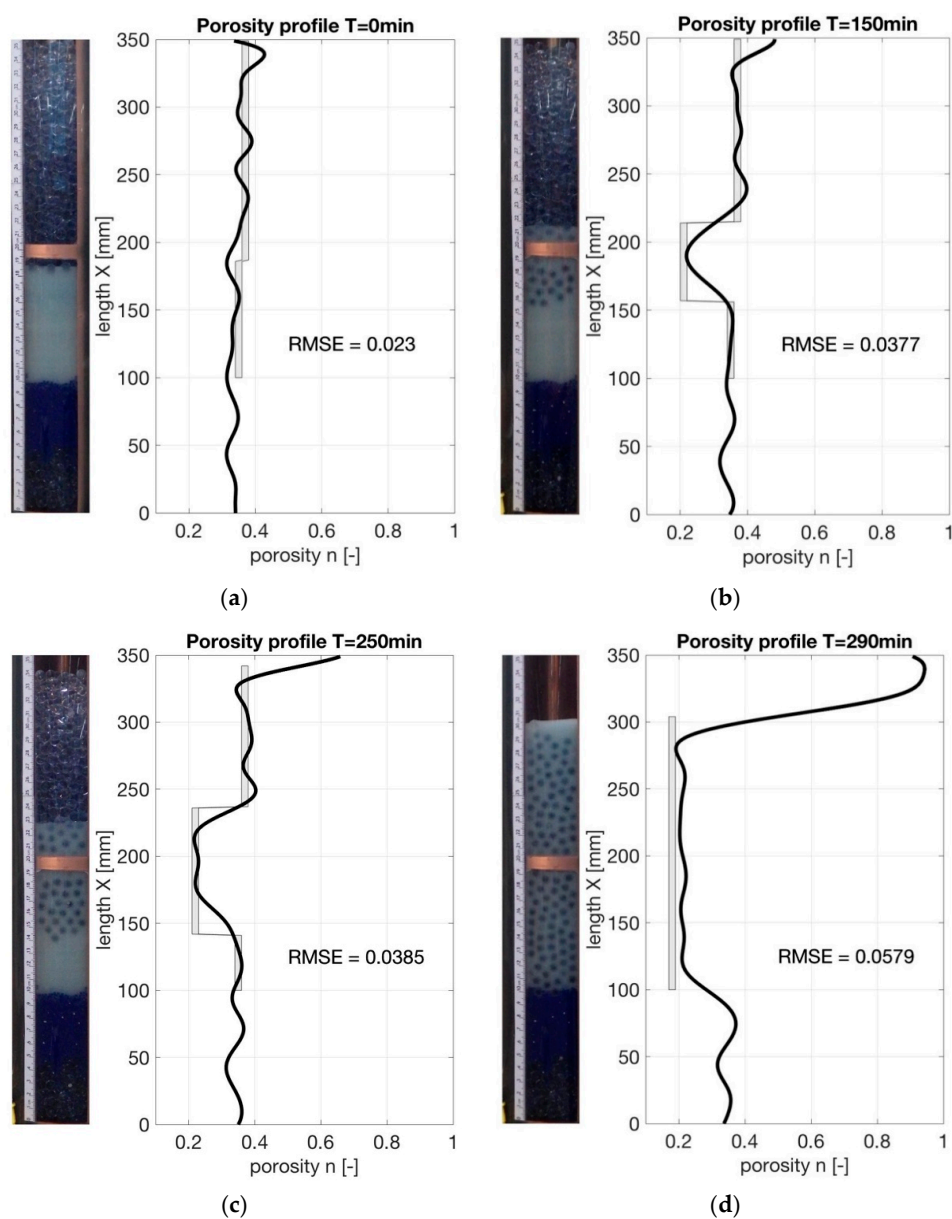 Porosity profile T=0min
350
300
250
200
150
100
50
0
length X [mm]
RMSE = 0.023
0.2 0.4 0.6 0.8 1
porosity n [-]
(a)
Porosity profile T=150min
350
300
250
200
150
100
50
0
length X [mm]
RMSE = 0.0377
0.2 0.4 0.6 0.8 1
porosity n [-]
(b)
Porosity profile T=250min
350
300
250
200
150
100
50
0
length X [mm]
RMSE = 0.0385
0.2 0.4 0.6 0.8 1
porosity n [-]
(c)
Porosity profile T=290min
350
300
250
200
150
100
50
0
length X [mm]
RMSE = 0.0579
0.2 0.4 0.6 0.8 1
porosity n [-]
(d)